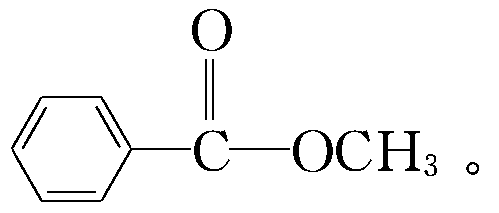 O
C OCH₃ 。